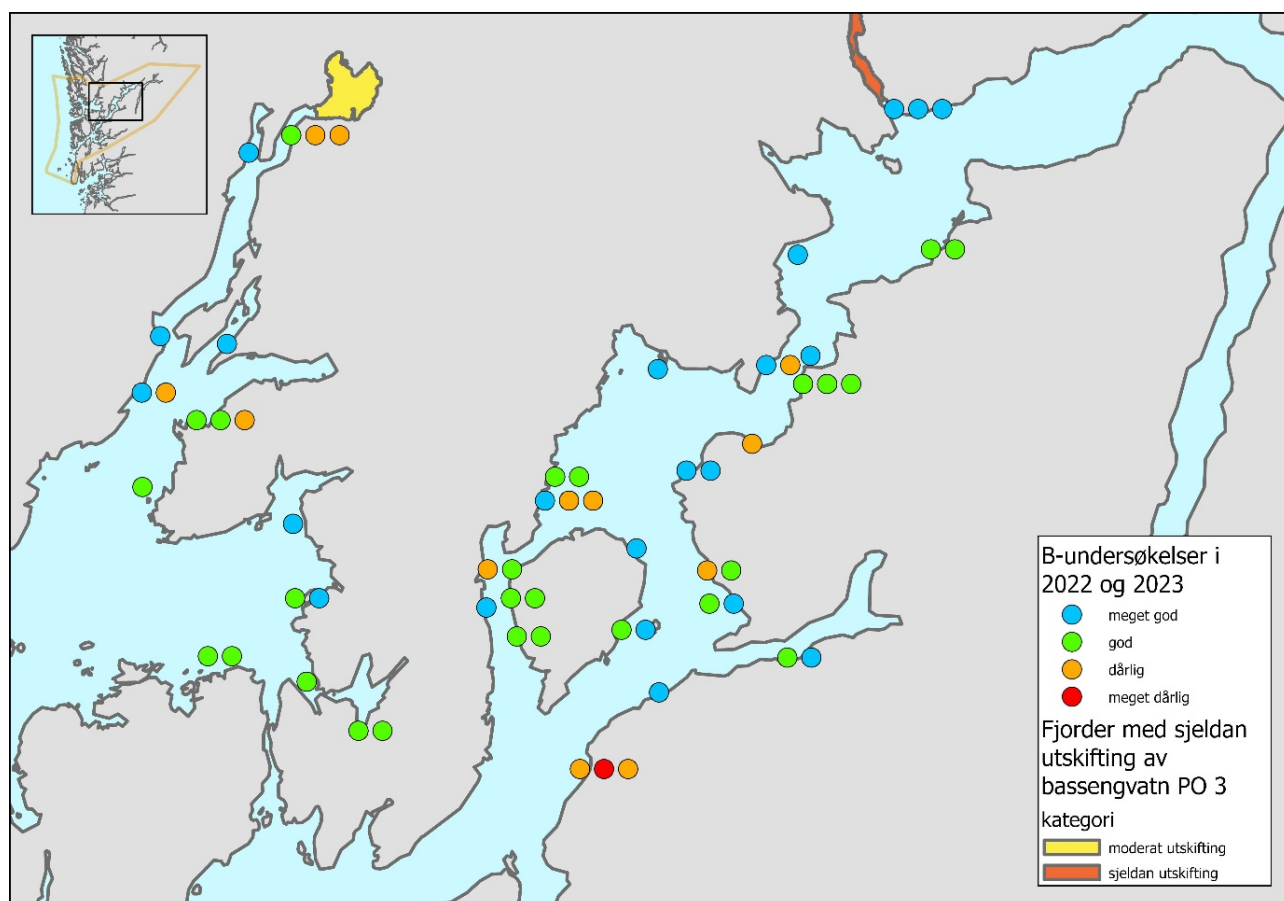 B-undersøkelser i
2022 og 2023
meget god
god
dårlig
meget dårlig
Fjorder med sjeldan
utskifting av
bassengvatn PO 3
kategori
moderat utskifting
sjeldan utskifting